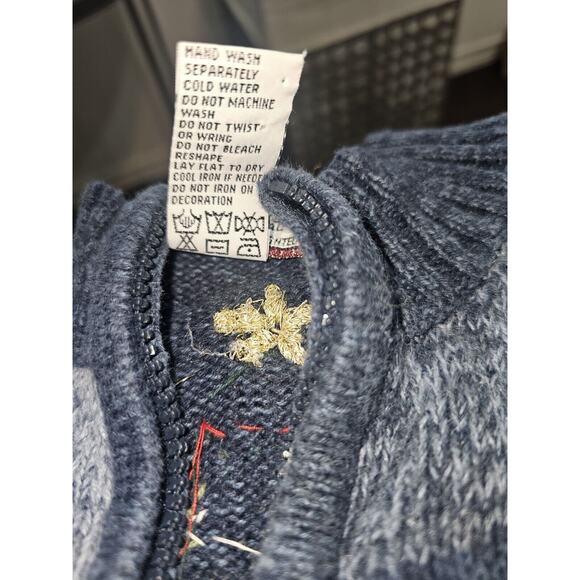 HAND WASH
SEPARATELY
COLD WATER
DO NOT MACHINE
WASH
DO NOT TWIST
OR WRING
DO NOT BLEACH
RESHAPE
LAY FLAT TO DRY
COOL IRON IF NEEDE
DO NOT IRON ON
DECORATION